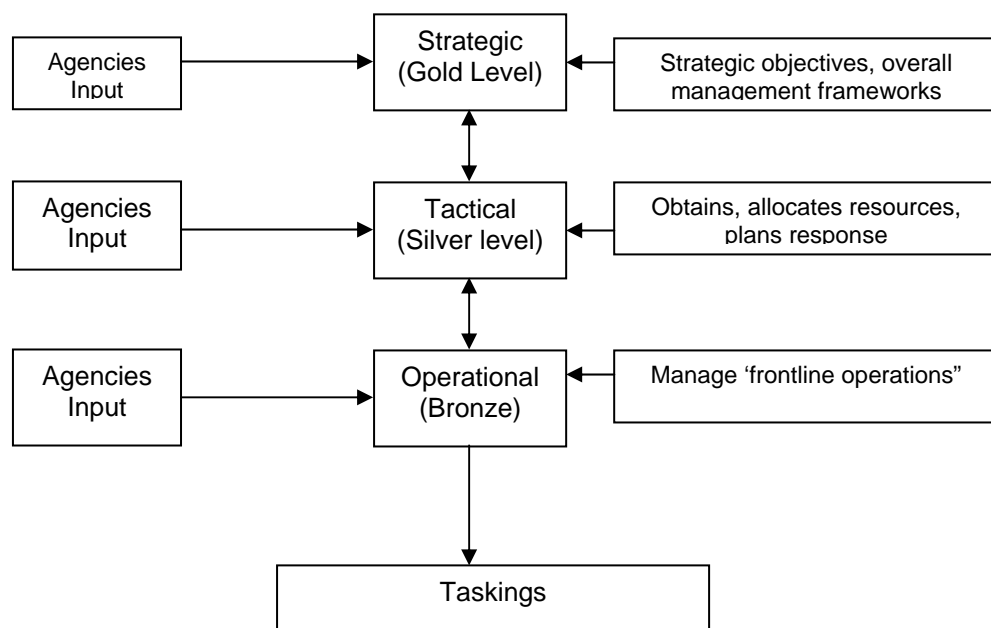 Agencies
Input
Strategic
(Gold Level)
Strategic objectives, overall
management frameworks
Agencies
Input
Tactical
(Silver level)
Obtains, allocates resources,
plans response
Agencies
Input
Operational
(Bronze)
Manage ‘frontline operations”
Taskings